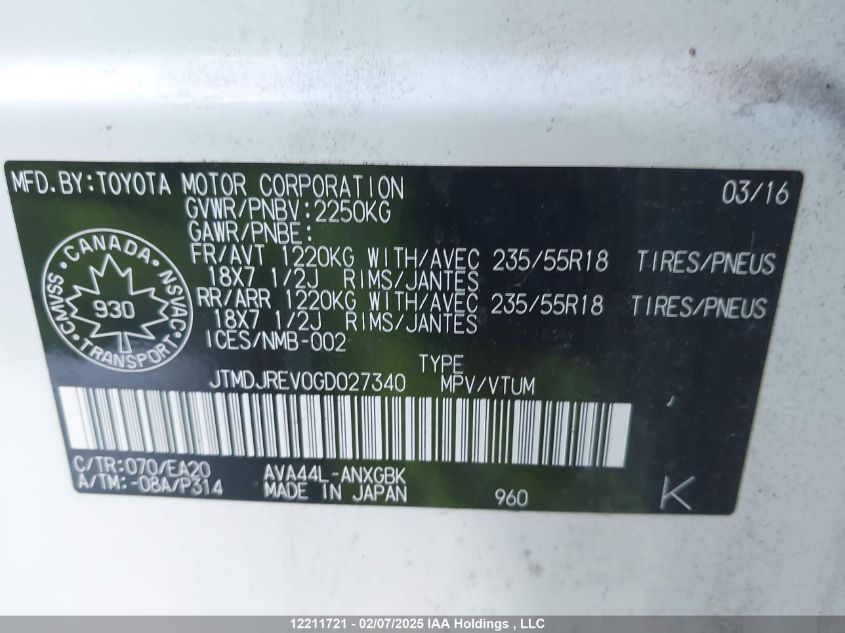 MFD.BY:TOYOTA MOTOR CORPORATION 03/16
GVWR/PNBV:2250KG
GAWR/PNBE:
FR/AVT 1220KG WITH/AVEC 235/55R18 TIRES/PNEUS
18X7 1/2J RIMS/JANTES
RR/ARR 1220KG WITH/AVEC 235/55R18 TIRES/PNEUS
18X7 1/2J RIMS/JANTES
ICES/NMB-002
CANADA
CMVSS 930 NSVAC
TRANSPORT
TYPE
JTMDJREV0GD027340 MPV/VTUM
C/TR:070/EA20 AVA44L-ANXGBK
A/TM:-08A/P314 MADE IN JAPAN 960 K
12211721 - 02/07/2025 IAA Holdings , LLC